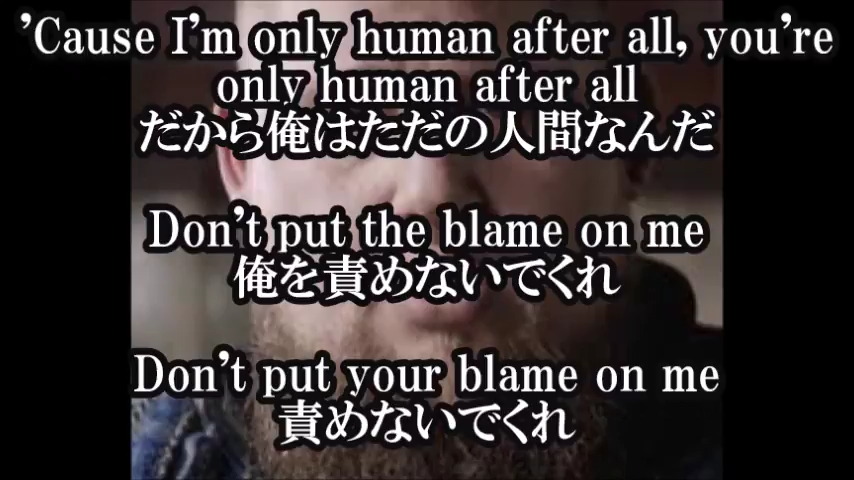 'Cause I'm only human after all, you're
only human after all
だから俺はただの人間なんだ
Don't put the blame on me
俺を責めないでくれ
Don't put your blame on me
責めないでくれ